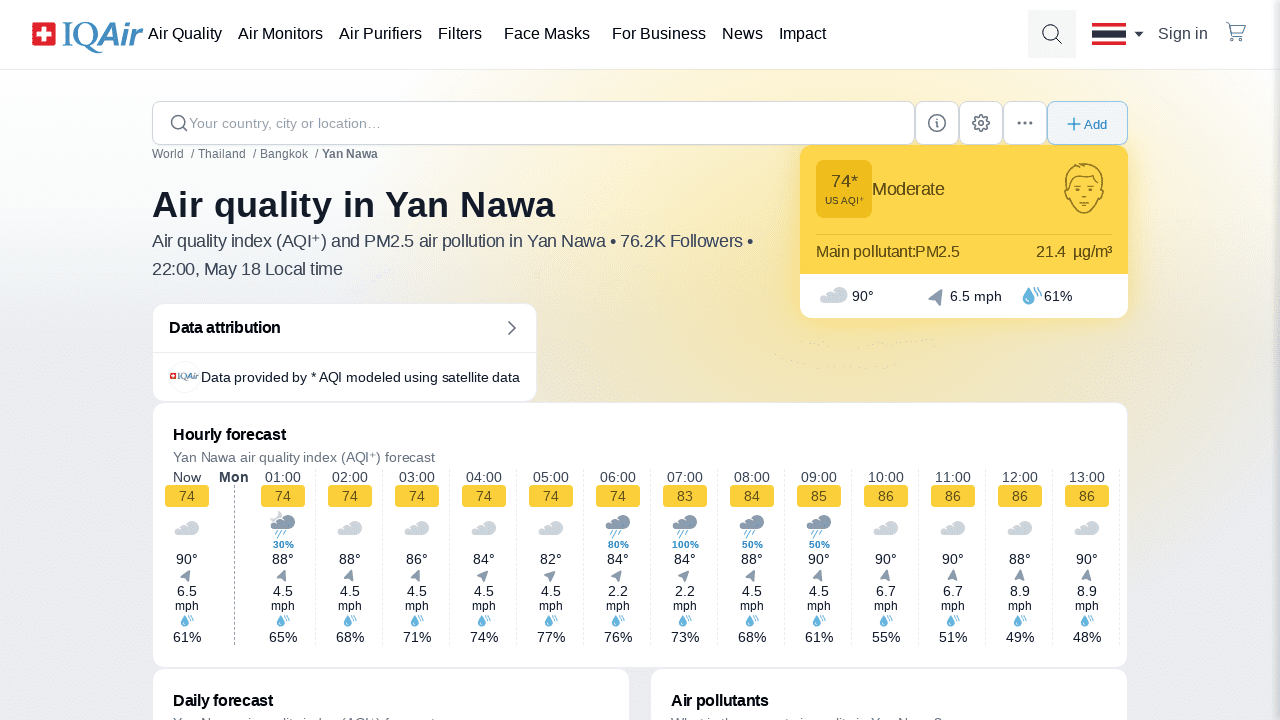 IQAir Air Quality Air Monitors Air Purifiers Filters Face Masks For Business News Impact Sign in
Your country, city or location… Add
World / Thailand / Bangkok / Yan Nawa
Air quality in Yan Nawa
Air quality index (AQI⁺) and PM2.5 air pollution in Yan Nawa • 76.2K Followers •
22:00, May 18 Local time
74*
US AQI⁺
Moderate
Main pollutant: PM2.5 21.4 µg/m³
90° 6.5 mph 61%
Data attribution
IQAir Data provided by * AQI modeled using satellite data
Hourly forecast
Yan Nawa air quality index (AQI⁺) forecast
Now Mon 01:00 02:00 03:00 04:00 05:00 06:00 07:00 08:00 09:00 10:00 11:00 12:00 13:00
74 74 74 74 74 74 74 83 84 85 86 86 86 86
30% 80% 100% 50% 50%
90° 88° 88° 86° 84° 82° 84° 84° 88° 90° 90° 90° 88° 90°
6.5 4.5 4.5 4.5 4.5 4.5 2.2 2.2 4.5 4.5 6.7 6.7 8.9 8.9
mph mph mph mph mph mph mph mph mph mph mph mph mph mph
61% 65% 68% 71% 74% 77% 76% 73% 68% 61% 55% 51% 49% 48%
Daily forecast Air pollutants